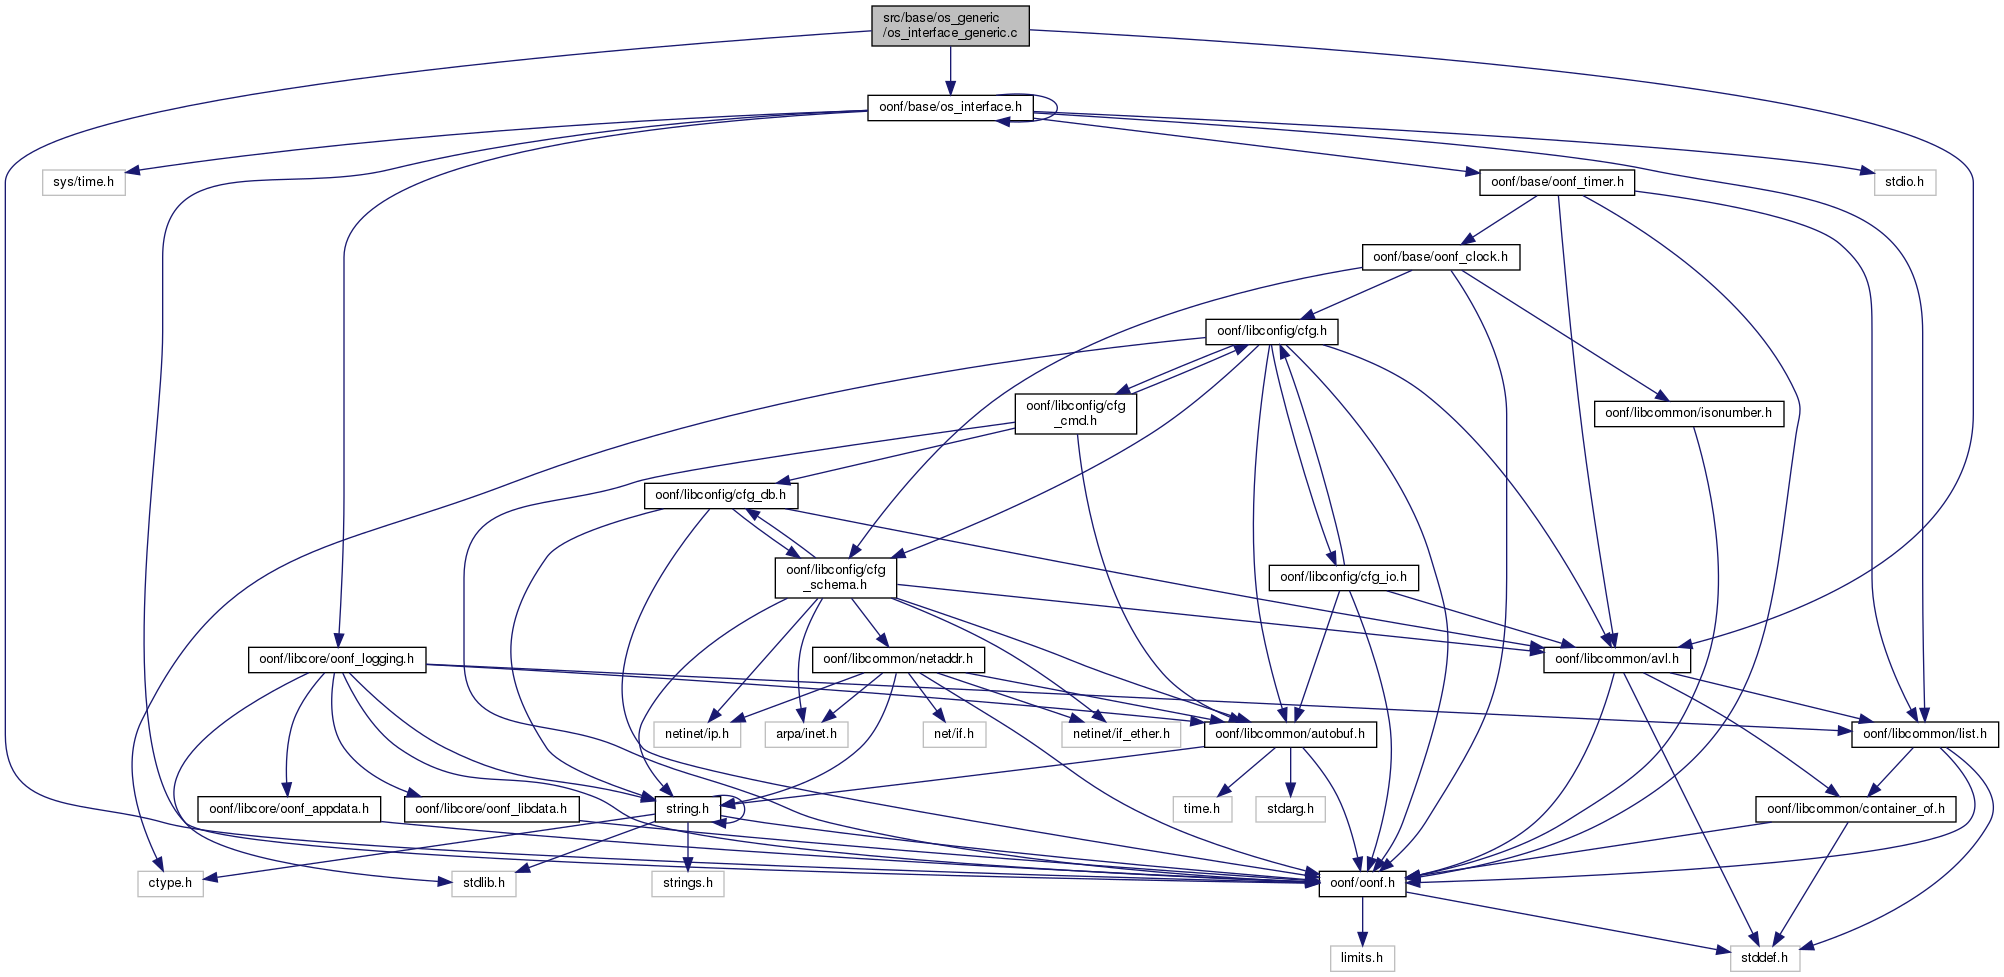 src/base/os_generic
/os_interface_generic.c
oonf/base/os_interface.h
sys/time.h
oonf/base/oonf_timer.h
stdio.h
oonf/base/oonf_clock.h
oonf/libconfig/cfg.h
oonf/libconfig/cfg
_cmd.h
oonf/libcommon/isonumber.h
oonf/libconfig/cfg_db.h
oonf/libconfig/cfg
_schema.h
oonf/libconfig/cfg_io.h
oonf/libcore/oonf_logging.h
oonf/libcommon/netaddr.h
oonf/libcommon/avl.h
netinet/ip.h
arpa/inet.h
net/if.h
netinet/if_ether.h
oonf/libcommon/autobuf.h
oonf/libcommon/list.h
oonf/libcore/oonf_appdata.h
oonf/libcore/oonf_libdata.h
string.h
time.h
stdarg.h
oonf/libcommon/container_of.h
ctype.h
stdlib.h
strings.h
oonf/oonf.h
limits.h
stddef.h